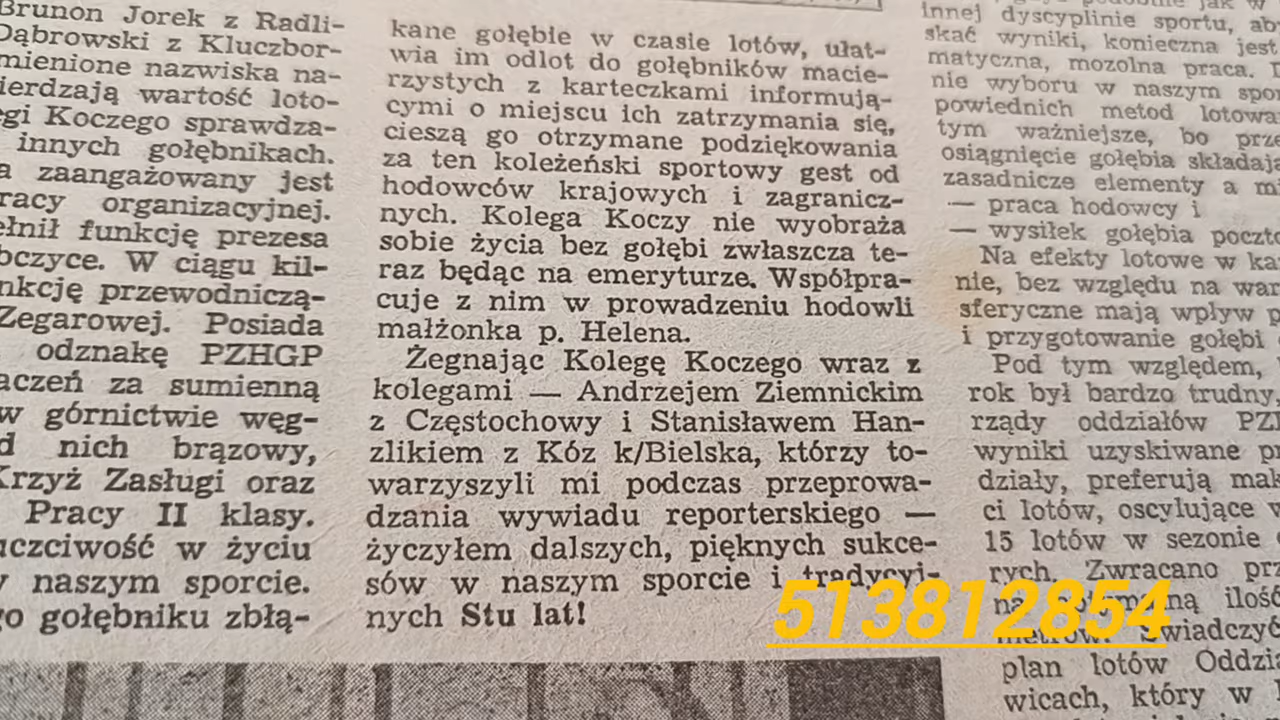 Brunon Jorek z Radli-
Dąbrowski z Kluczbor-
mienione nazwiska na-
ierdzają wartość loto-
egi Koczego sprawdza-
innych gołębnikach.
a zaangażowany jest
racy organizacyjnej.
ełnił funkcję prezesa
bczyce. W ciągu kil-
nkcję przewodniczą-
Zegarowej. Posiada
odznakę PZHGP
aczeń za sumienną
w górnictwie węg-
d nich brązowy,
Krzyż Zasługi oraz
Pracy II klasy.
uczciwość w życiu
y naszym sporcie.
go gołębniku zbłą-
kane gołębie w czasie lotów, ułat-
wia im odlot do gołębników macie-
rzystych z karteczkami informują-
cymi o miejscu ich zatrzymania się,
cieszą go otrzymane podziękowania
za ten koleżeński sportowy gest od
hodowców krajowych i zagranicz-
nych. Kolega Koczy nie wyobraża
sobie życia bez gołębi zwłaszcza te-
raz będąc na emeryturze. Współpra-
cuje z nim w prowadzeniu hodowli
małżonka p. Helena.
Żegnając Kolegę Koczego wraz z
kolegami — Andrzejem Ziemnickim
z Częstochowy i Stanisławem Han-
zlikiem z Kóz k/Bielska, którzy to-
warzyszyli mi podczas przeprowa-
dzania wywiadu reporterskiego —
życzyłem dalszych, pięknych sukce-
sów w naszym sporcie i tradycyj-
nych Stu lat!
innej dyscyplinie sportu, ab
skać wyniki, konieczna jest
matyczna, mozolna praca.
nie wyboru w naszym spor
powiednich metod lotowa
tym ważniejsze, bo prze
osiągnięcie gołębia składają
zasadnicze elementy a mi
— praca hodowcy i
— wysiłek gołębia poczto
Na efekty lotowe w ka
nie, bez względu na war
sferyczne mają wpływ p
i przygotowanie gołębi
Pod tym względem,
rok był bardzo trudny.
rządy oddziałów PZH
wyniki uzyskiwane pr
działy, preferują mak
ci lotów, oscylujące w
15 lotów w sezonie
rych. Zwracano prz
ilość
Świadczy
plan lotów Oddzia
wicach, który w
513812854